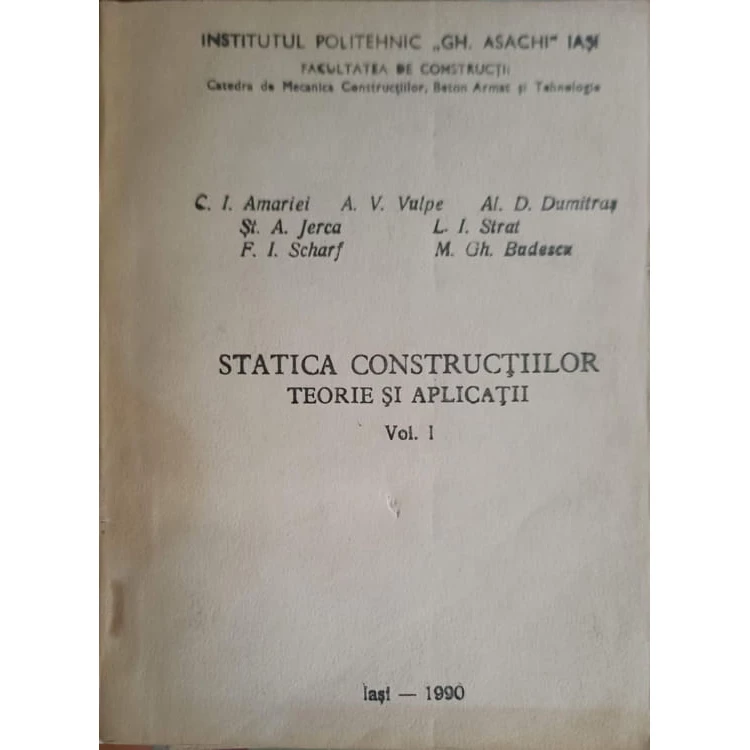 INSTITUTUL POLITEHNIC „GH. ASACHI" IAŞI
FACULTATEA DE CONSTRUCŢII
Catedra de Mecanica Construcţiilor, Beton Armat şi Tehnologie
C. I. Amariei A. V. Vulpe Al. D. Dumitraş
Şt. A. Jerca L. I. Strat
F. I. Scharf M. Gh. Budescu
STATICA CONSTRUCŢIILOR
TEORIE ŞI APLICAŢII
Vol. I
Iaşi — 1990